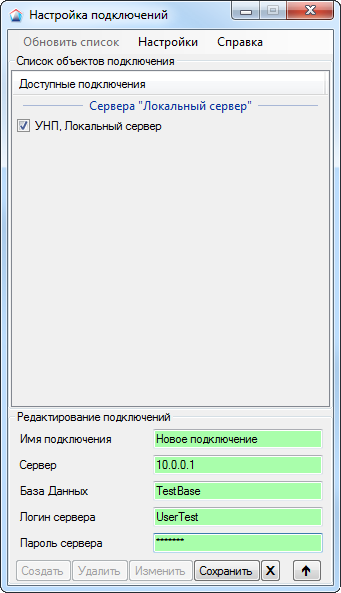 Настройка подключений
Обновить список Настройки Справка
Список объектов подключения
Доступные подключения
Сервера "Локальный сервер"
УНП, Локальный сервер
Редактирование подключений
Имя подключения Новое подключение
Сервер 10.0.0.1
База Данных TestBase
Логин сервера UserTest
Пароль сервера *******
Создать Удалить Изменить Сохранить X